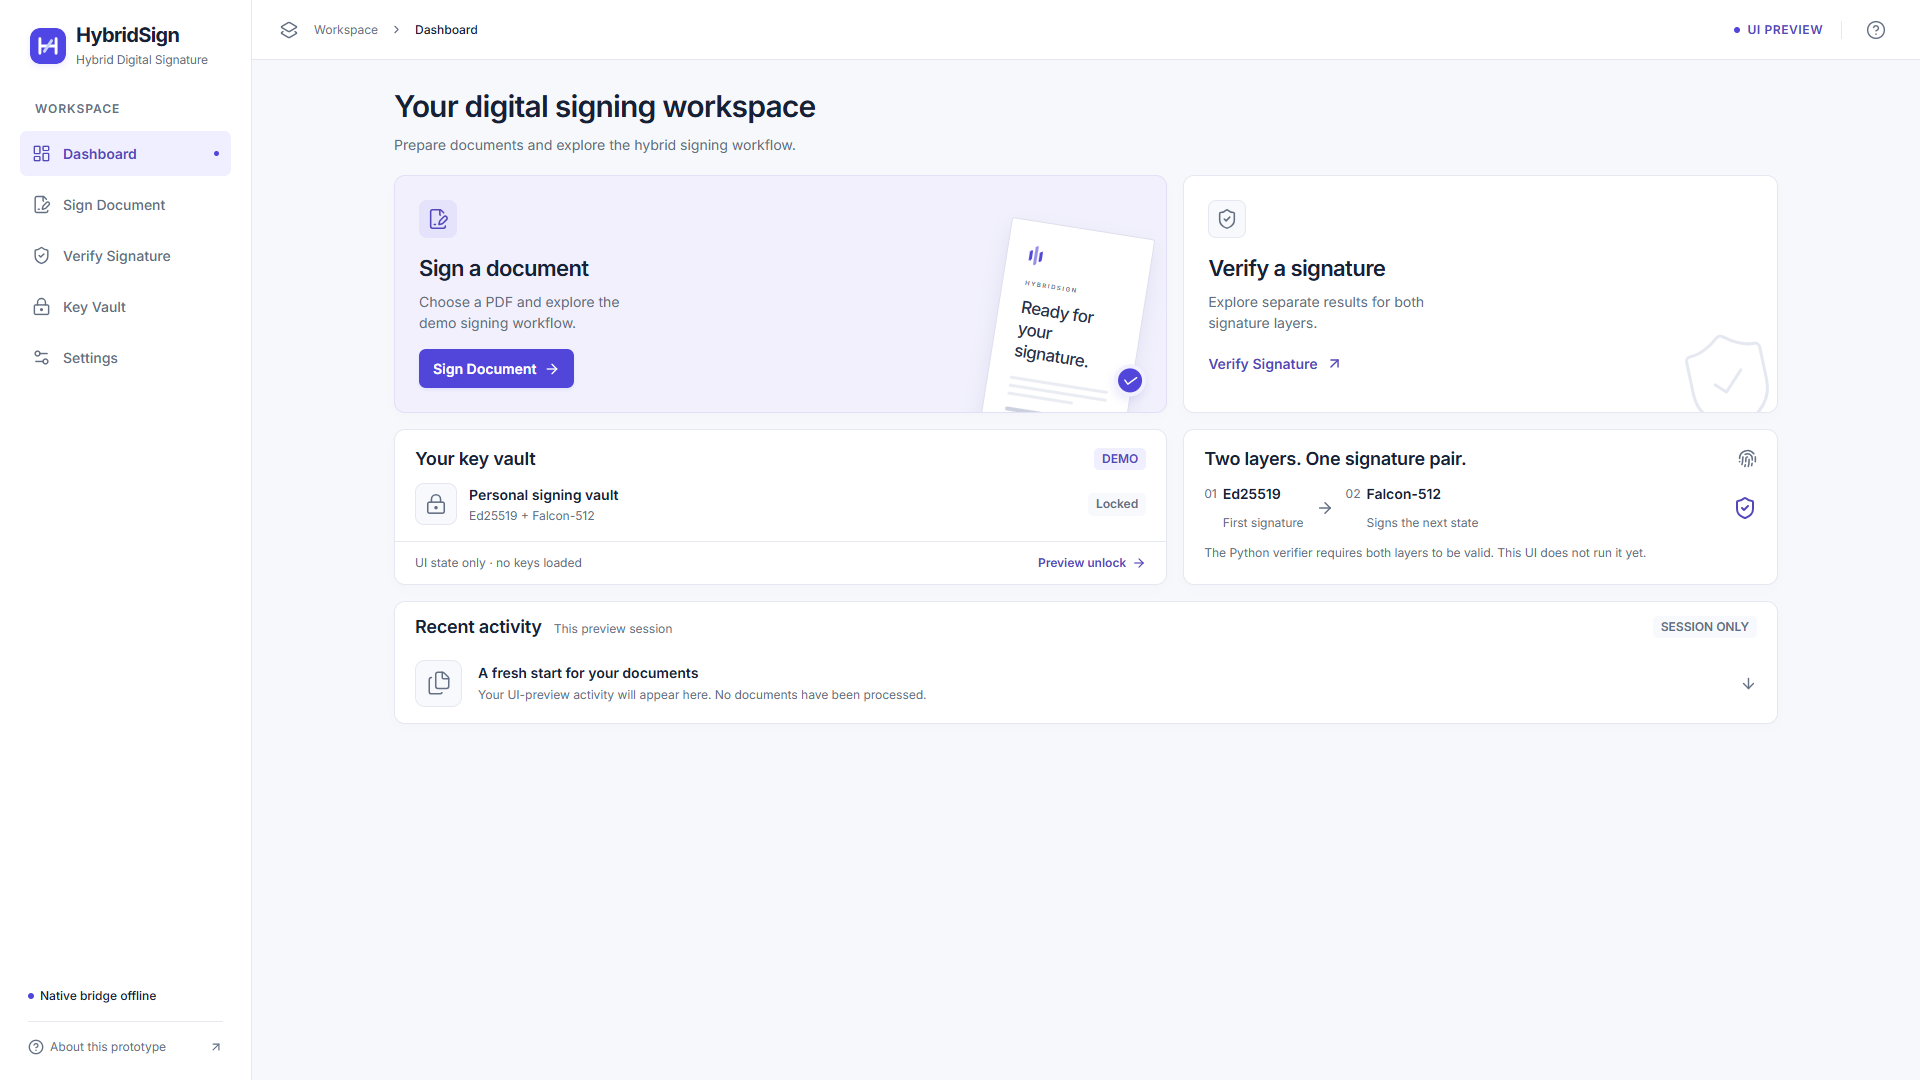 HybridSign
Hybrid Digital Signature
WORKSPACE
Dashboard
Sign Document
Verify Signature
Key Vault
Settings
Native bridge offline
About this prototype
Workspace > Dashboard
UI PREVIEW
Your digital signing workspace
Prepare documents and explore the hybrid signing workflow.
Sign a document
Choose a PDF and explore the
demo signing workflow.
Sign Document
HYBRIDSIGN
Ready for
your
signature.
Verify a signature
Explore separate results for both
signature layers.
Verify Signature
Your key vault
DEMO
Personal signing vault
Ed25519 + Falcon-512
Locked
UI state only · no keys loaded
Preview unlock
Two layers. One signature pair.
01 Ed25519
First signature
02 Falcon-512
Signs the next state
The Python verifier requires both layers to be valid. This UI does not run it yet.
Recent activity This preview session
SESSION ONLY
A fresh start for your documents
Your UI-preview activity will appear here. No documents have been processed.